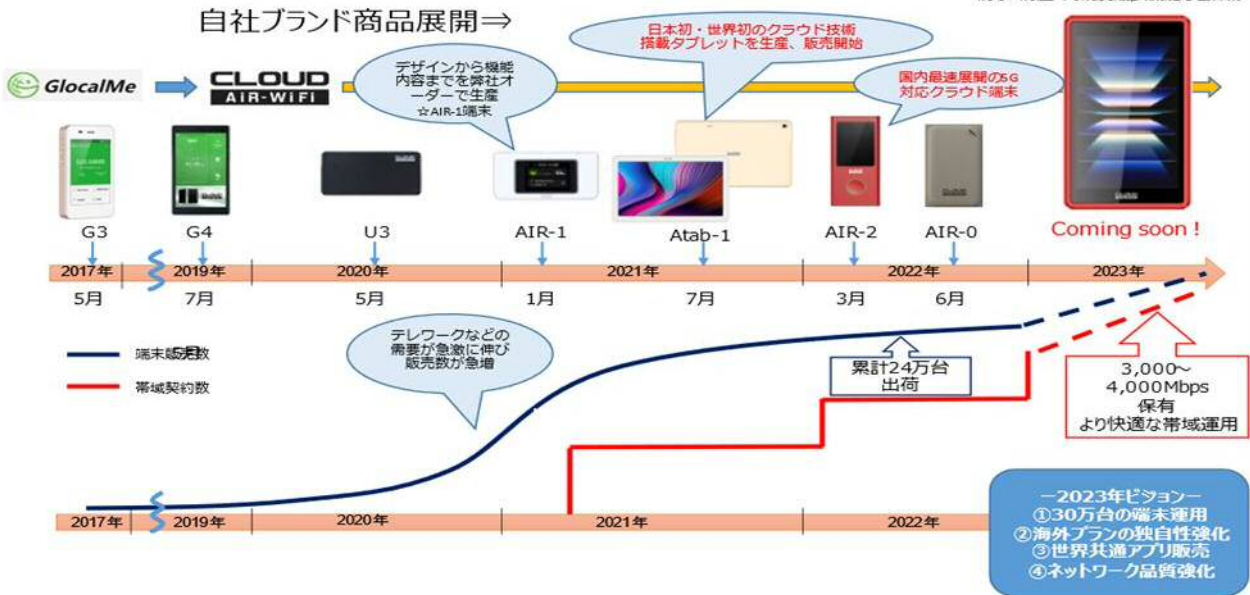 自社ブランド商品展開⇒
GlocalMe
CLOUD
AiR-WiFi
デザインから機能
内容までを弊社オ
ーダーで生産
☆AIR-1端末
日本初・世界初のクラウド技術
搭載タブレットを生産、販売開始
国内最速展開の5G
対応クラウド端末
G3
G4
U3
AIR-1
Atab-1
AIR-2
AIR-0
Coming soon!
2017年
2019年
2020年
2021年
2022年
2023年
5月
7月
5月
1月
7月
3月
6月
端末販売数
帯域契約数
テレワークなどの
需要が急激に伸び
販売数が急増
累計24万台
出荷
3,000~
4,000Mbps
保有
より快適な帯域運用
2017年
2019年
2020年
2021年
2022年
-2023年ビジョン-
①30万台の端末運用
②海外プランの独自性強化
③世界共通アプリ販売
④ネットワーク品質強化